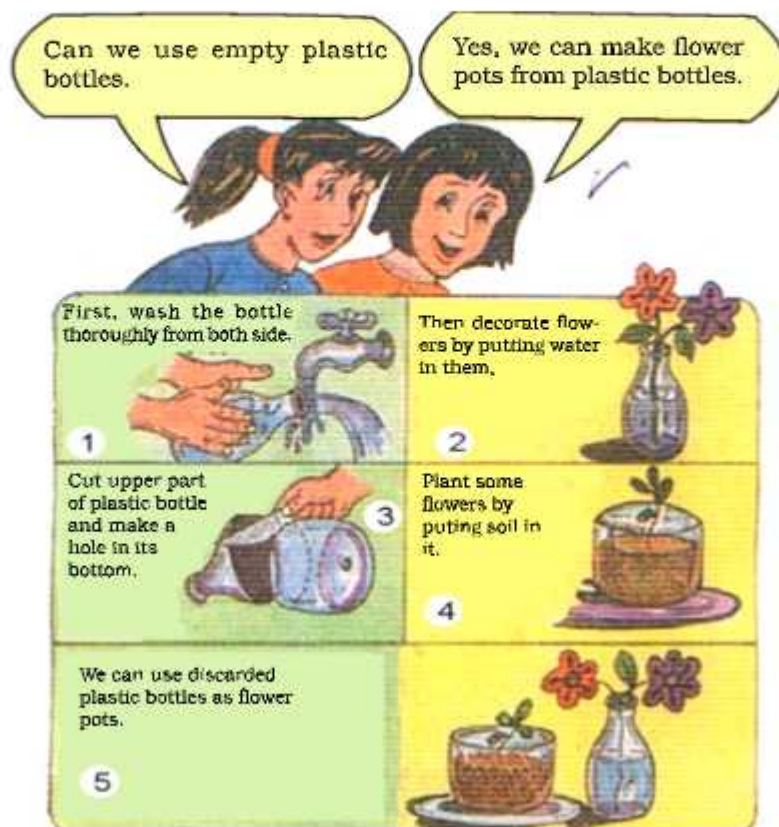 Can we use empty plastic
bottles.
Yes, we can make flower
pots from plastic bottles.
First, wash the bottle
thoroughly from both side.
1
Then decorate flow-
ers by putting water
in them.
2
Cut upper part
of plastic bottle
and make a
hole in its
bottom.
3
Plant some
flowers by
puting soil in
it.
4
We can use discarded
plastic bottles as flower
pots.
5